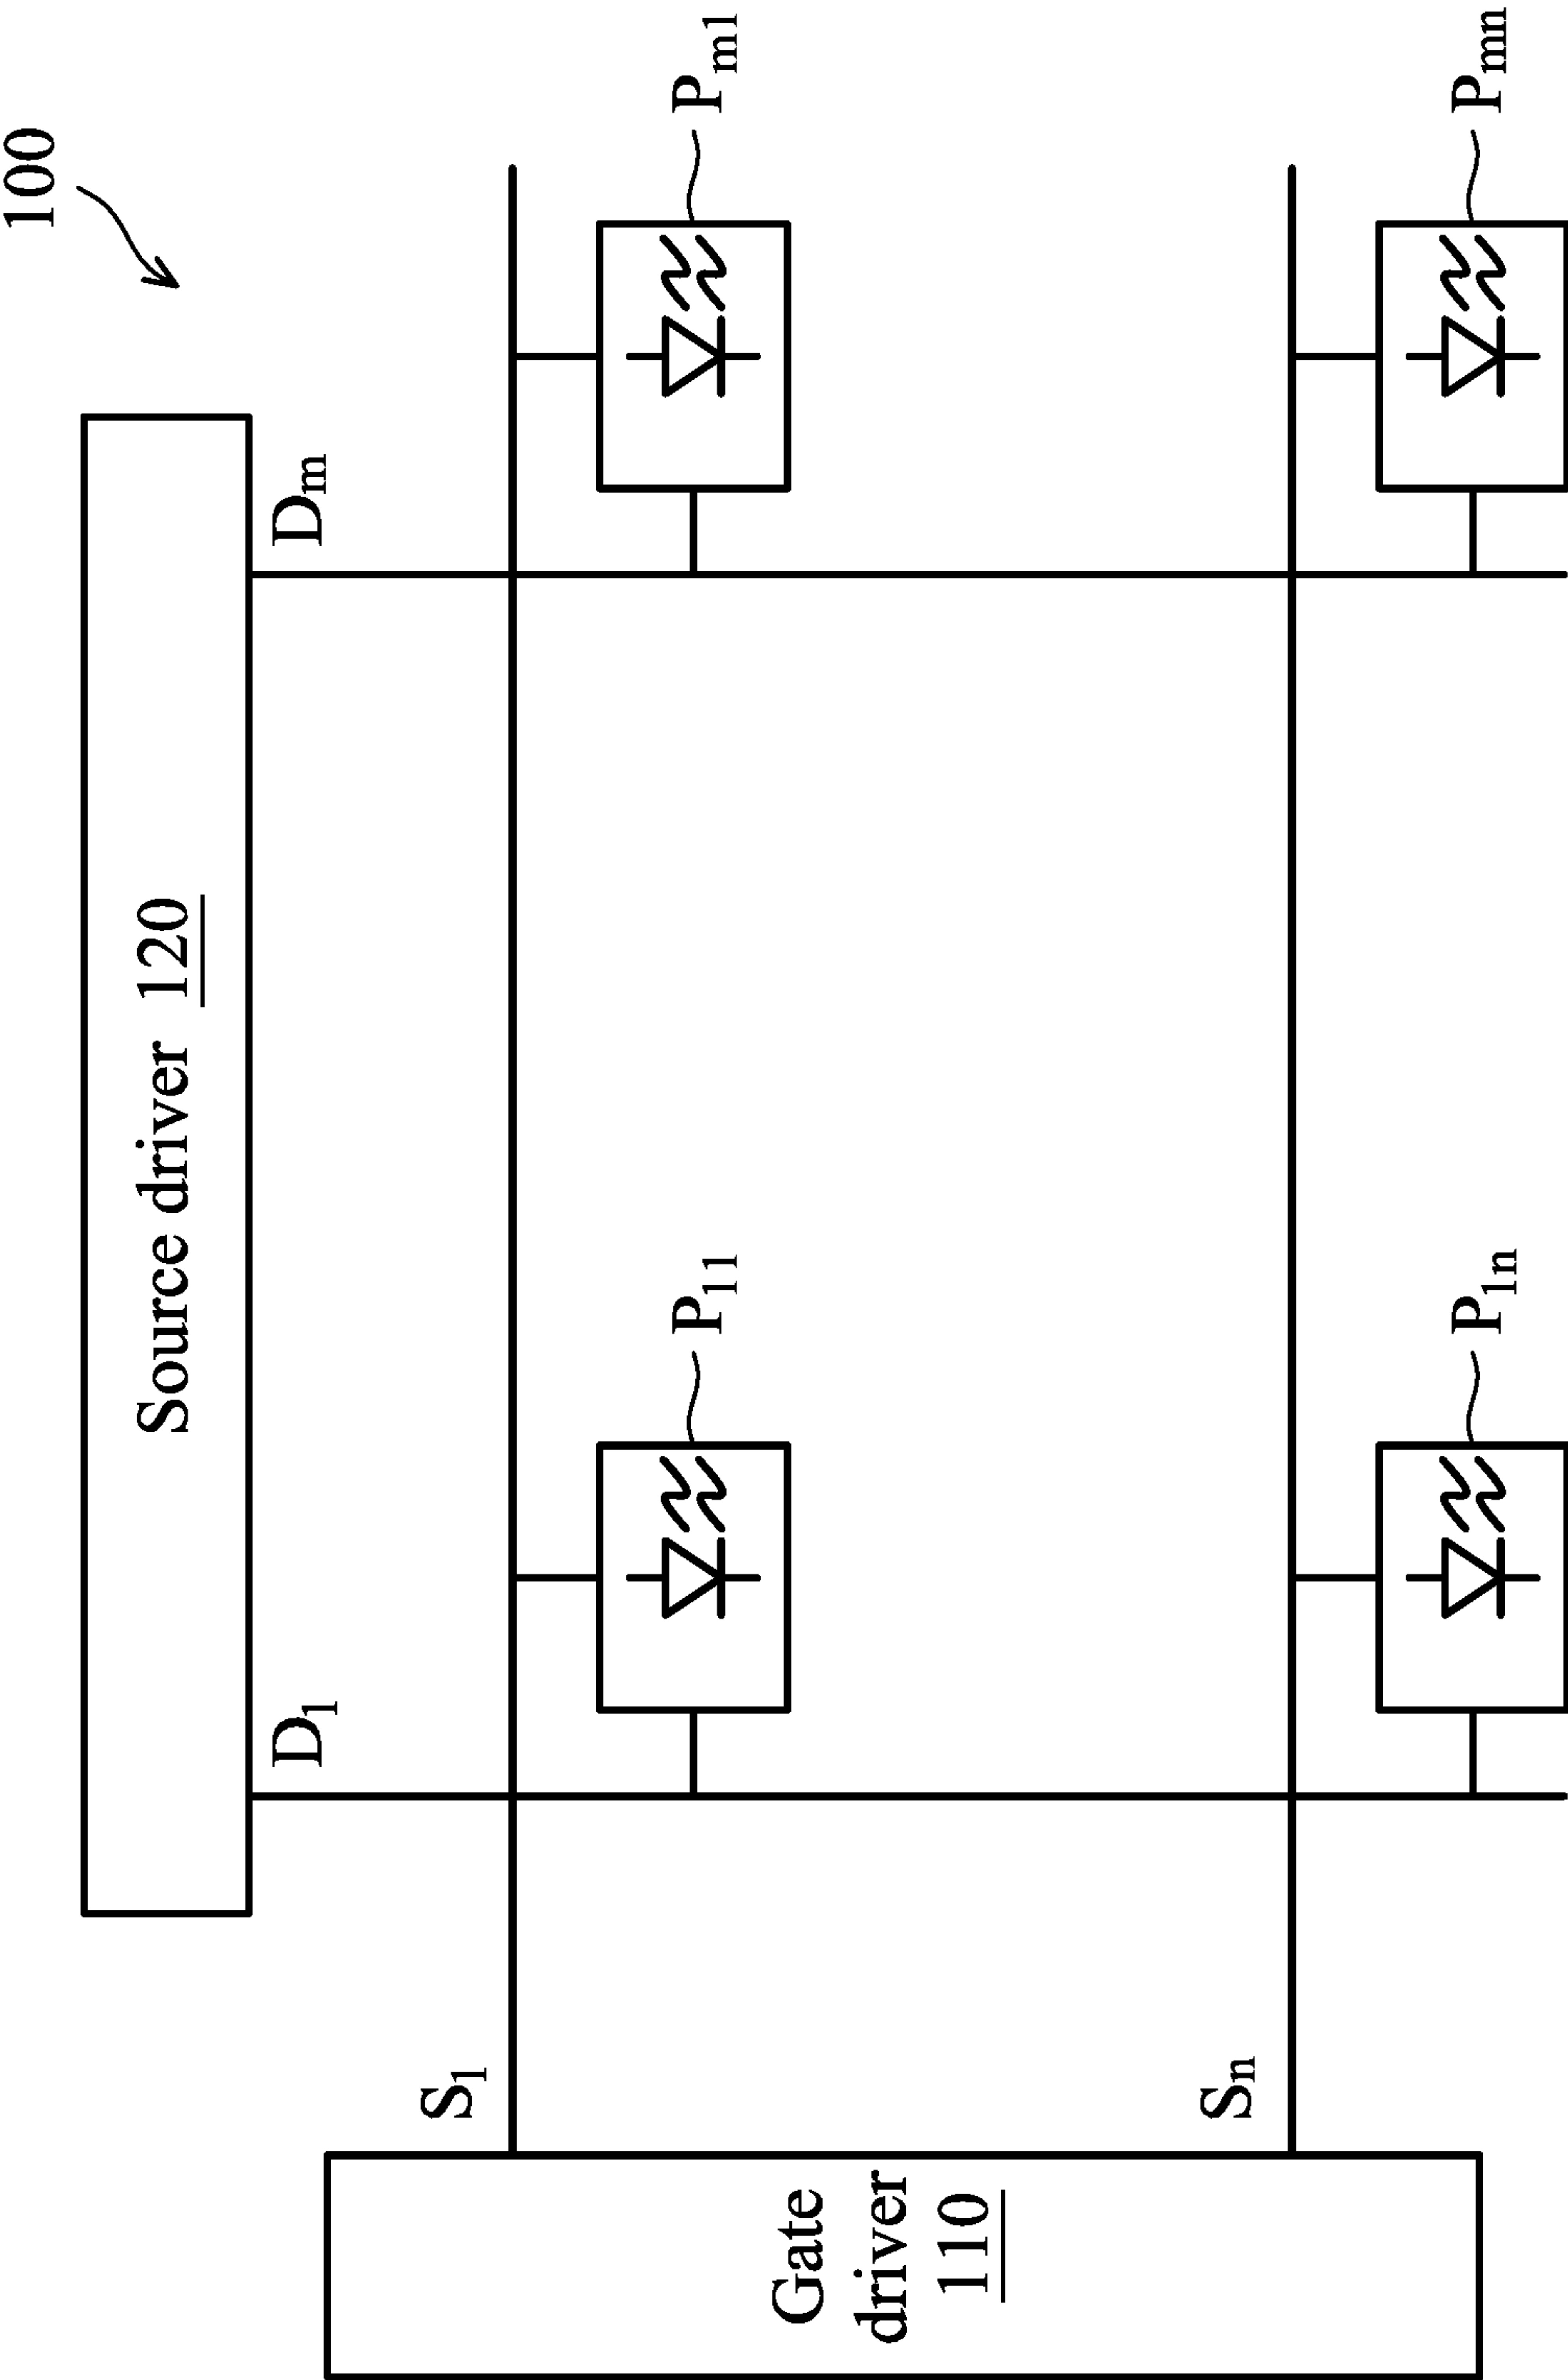 100
Source driver 120
D1
Dm
S1
P11
Pm1
Gate
driver
110
Sn
P1n
Pmn